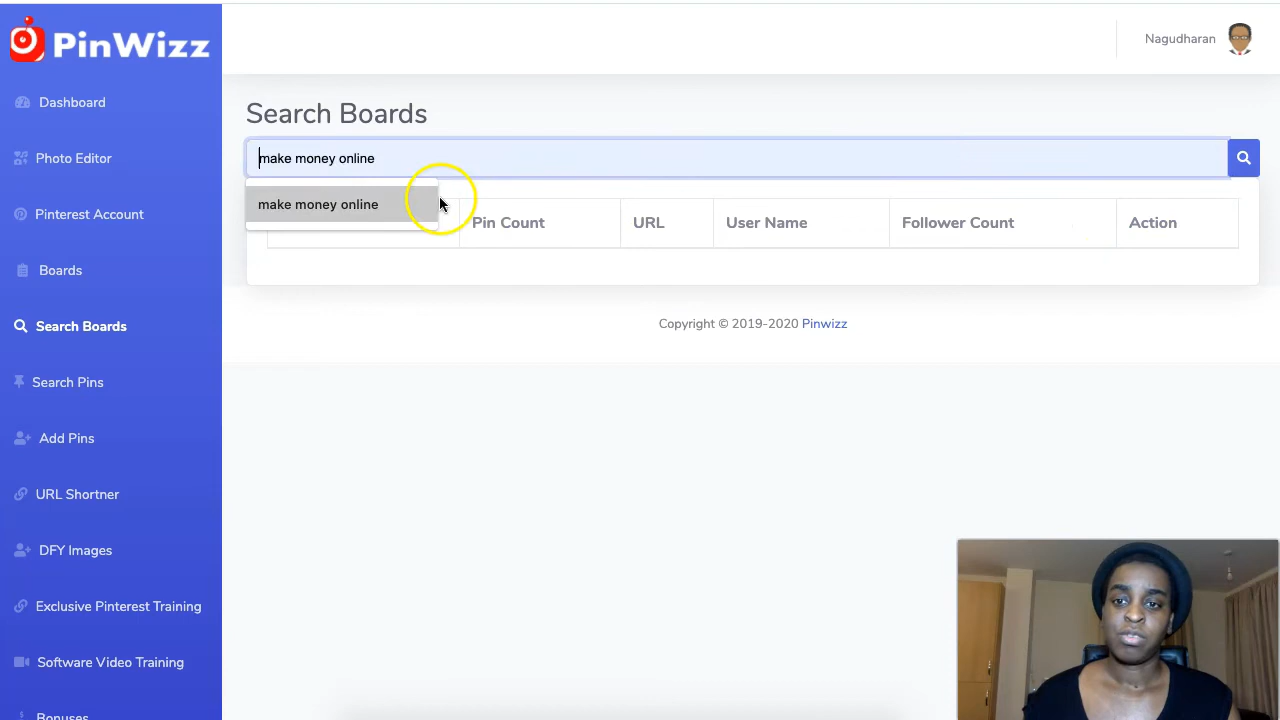 PinWizz
Nagudharan
Dashboard
Photo Editor
Pinterest Account
Boards
Search Boards
Search Pins
Add Pins
URL Shortner
DFY Images
Exclusive Pinterest Training
Software Video Training
Bonuses
Search Boards
make money online
make money online
Pin Count URL User Name Follower Count Action
Copyright © 2019-2020 Pinwizz